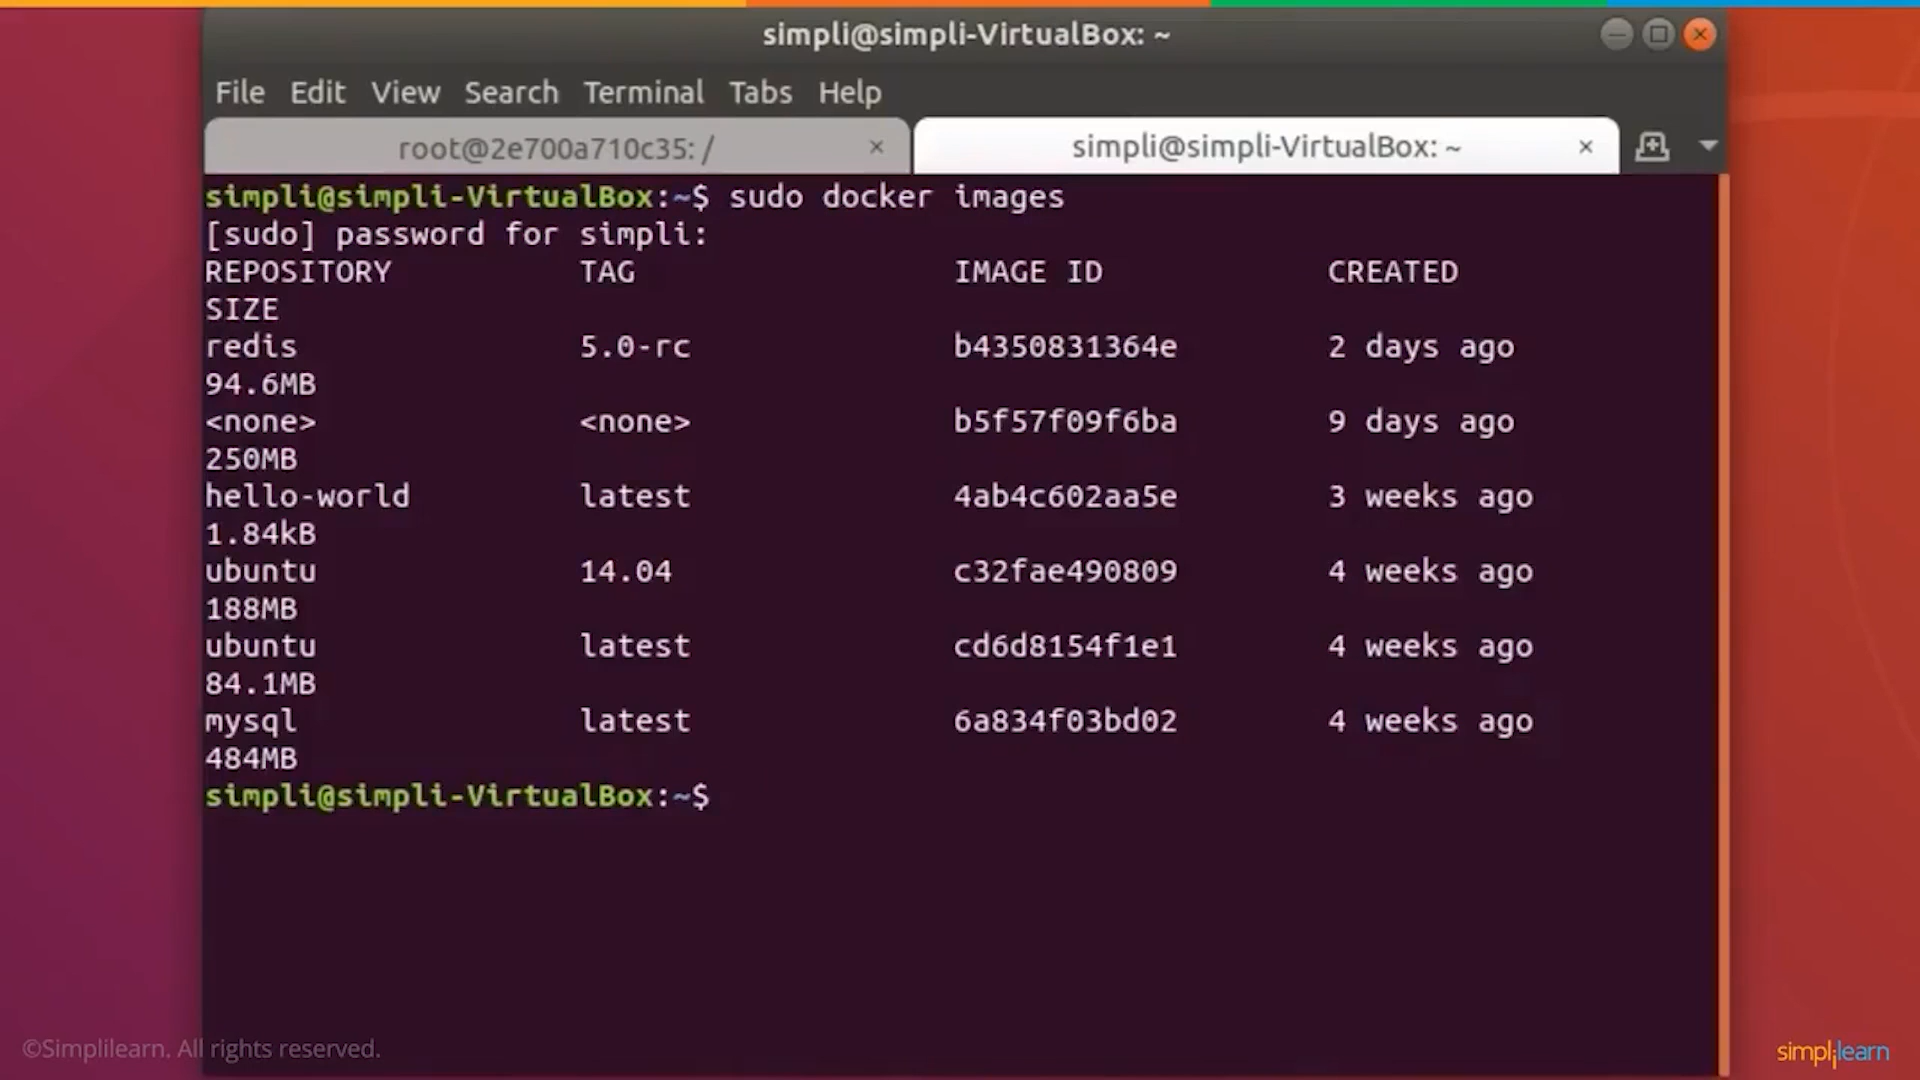 simpli@simpli-VirtualBox: ~
File Edit View Search Terminal Tabs Help
root@2e700a710c35: / × simpli@simpli-VirtualBox: ~ ×
simpli@simpli-VirtualBox:~$ sudo docker images
[sudo] password for simpli:
REPOSITORY TAG IMAGE ID CREATED
SIZE
redis 5.0-rc b4350831364e 2 days ago
94.6MB
<none> <none> b5f57f09f6ba 9 days ago
250MB
hello-world latest 4ab4c602aa5e 3 weeks ago
1.84kB
ubuntu 14.04 c32fae490809 4 weeks ago
188MB
ubuntu latest cd6d8154f1e1 4 weeks ago
84.1MB
mysql latest 6a834f03bd02 4 weeks ago
484MB
simpli@simpli-VirtualBox:~$
©Simplilearn. All rights reserved.
simplilearn